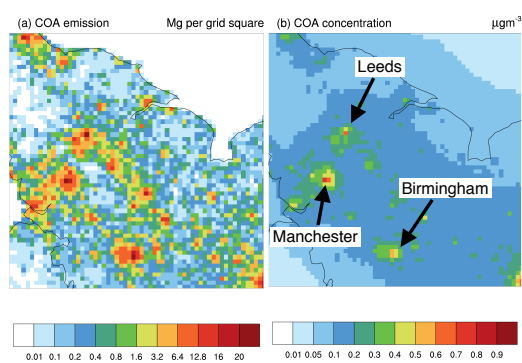 (a) COA emission Mg per grid square
(b) COA concentration µgm-3
Leeds
Birmingham
Manchester
0.01 0.1 0.2 0.4 0.8 1.6 3.2 6.4 12.8 16 20
0.01 0.05 0.1 0.2 0.3 0.4 0.5 0.6 0.7 0.8 0.9